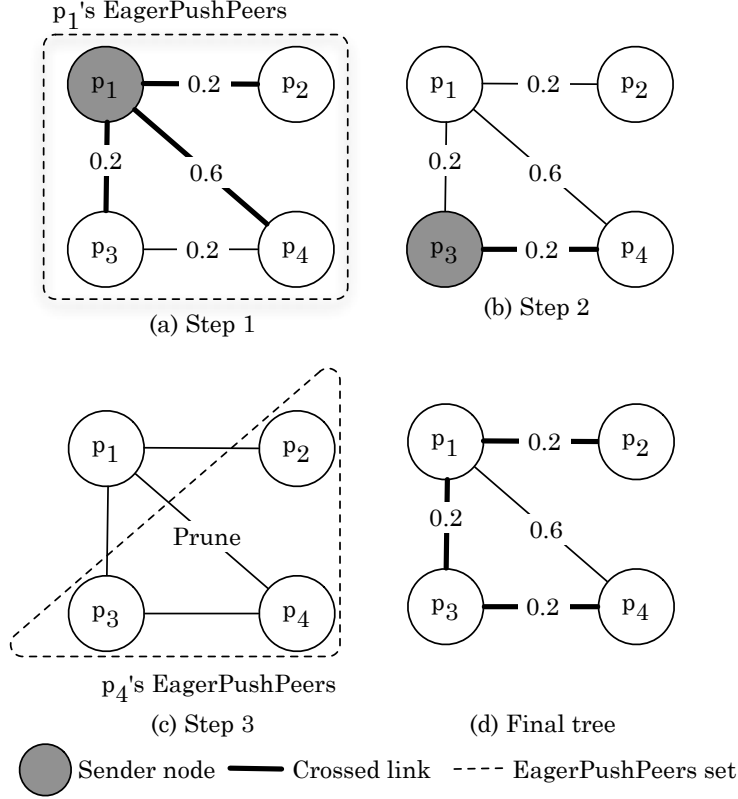 p1's EagerPushPeers
p1 0.2 p2
0.2 0.6
p3 0.2 p4
(a) Step 1
p1 0.2 p2
0.2 0.6
p3 0.2 p4
(b) Step 2
p1 p2
Prune
p3 p4
p4's EagerPushPeers
(c) Step 3
p1 0.2 p2
0.2 0.6
p3 0.2 p4
(d) Final tree
Sender node Crossed link EagerPushPeers set